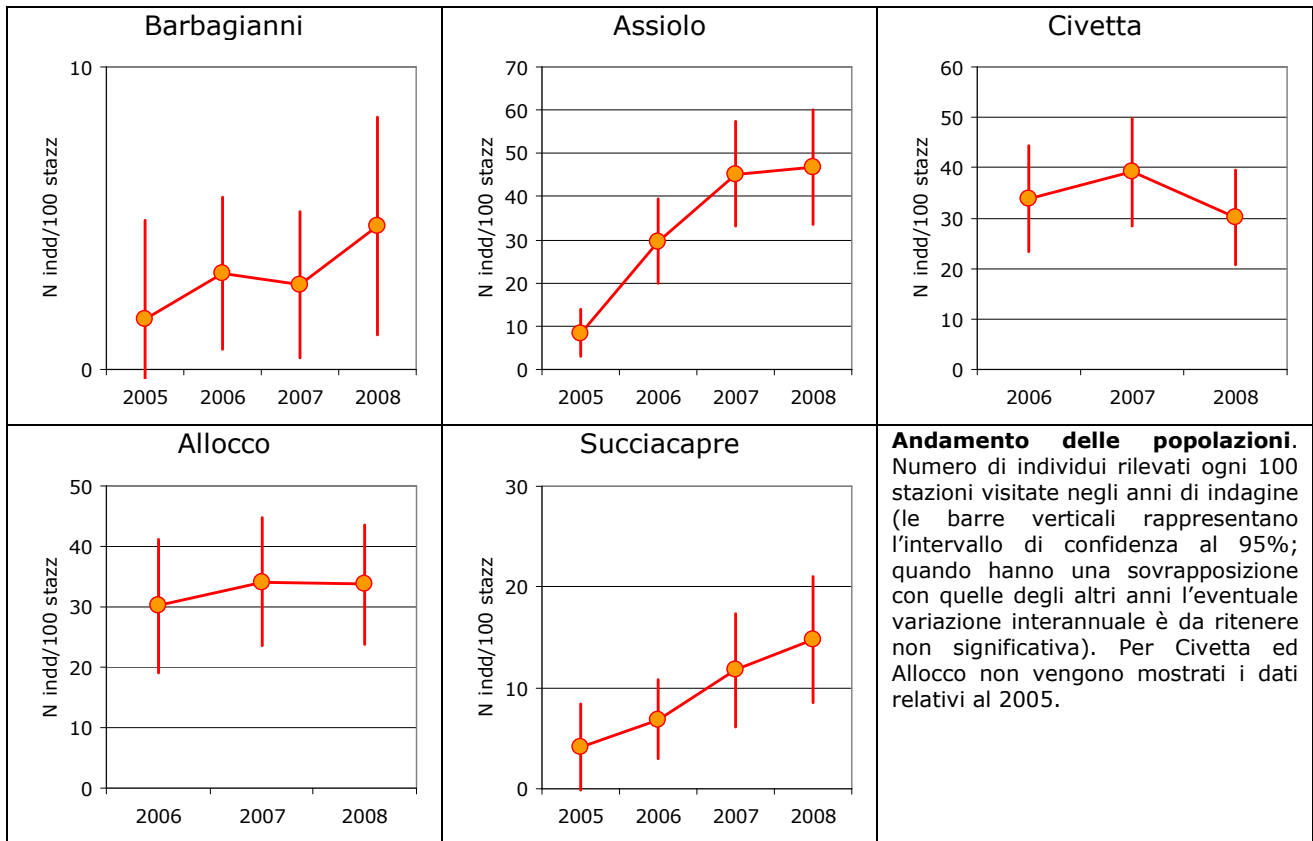 Barbagianni
10
0
N indd/100 stazz
2005 2006 2007 2008
Assiolo
70
60
50
40
30
20
10
0
N indd/100 stazz
2005 2006 2007 2008
Civetta
60
50
40
30
20
10
0
N indd/100 stazz
2006 2007 2008
Allocco
50
40
30
20
10
0
N indd/100 stazz
2006 2007 2008
Succiacapre
30
20
10
0
N indd/100 stazz
2005 2006 2007 2008
Andamento delle popolazioni.
Numero di individui rilevati ogni 100
stazioni visitate negli anni di indagine
(le barre verticali rappresentano
l'intervallo di confidenza al 95%;
quando hanno una sovrapposizione
con quelle degli altri anni l'eventuale
variazione interannuale è da ritenere
non significativa). Per Civetta ed
Allocco non vengono mostrati i dati
relativi al 2005.